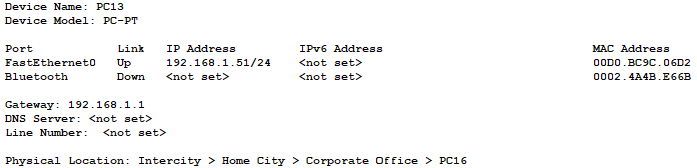 Device Name: PC13
Device Model: PC-PT
Port Link IP Address IPv6 Address MAC Address
FastEthernet0 Up 192.168.1.51/24 <not set> 00D0.BC9C.06D2
Bluetooth Down <not set> <not set> 0002.4A4B.E66B
Gateway: 192.168.1.1
DNS Server: <not set>
Line Number: <not set>
Physical Location: Intercity > Home City > Corporate Office > PC16